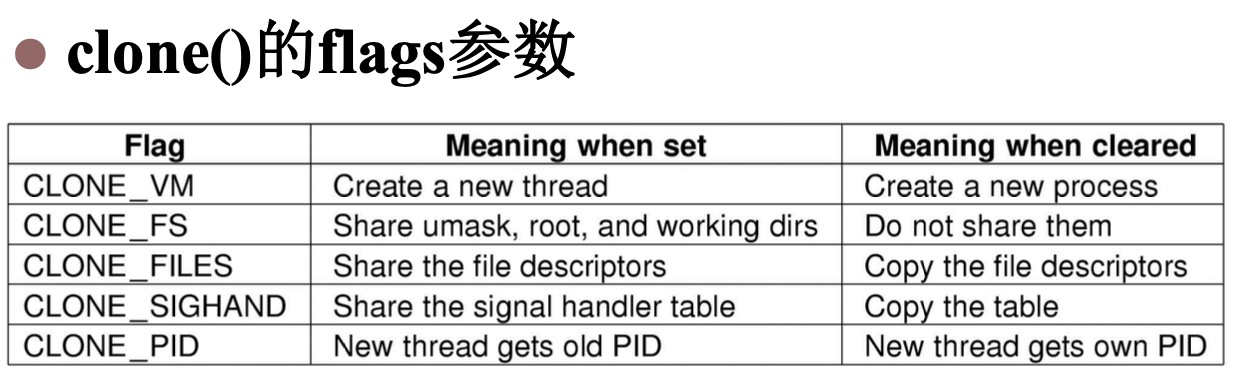 clone()的flags参数
Flag Meaning when set Meaning when cleared
CLONE_VM Create a new thread Create a new process
CLONE_FS Share umask, root, and working dirs Do not share them
CLONE_FILES Share the file descriptors Copy the file descriptors
CLONE_SIGHAND Share the signal handler table Copy the table
CLONE_PID New thread gets old PID New thread gets own PID